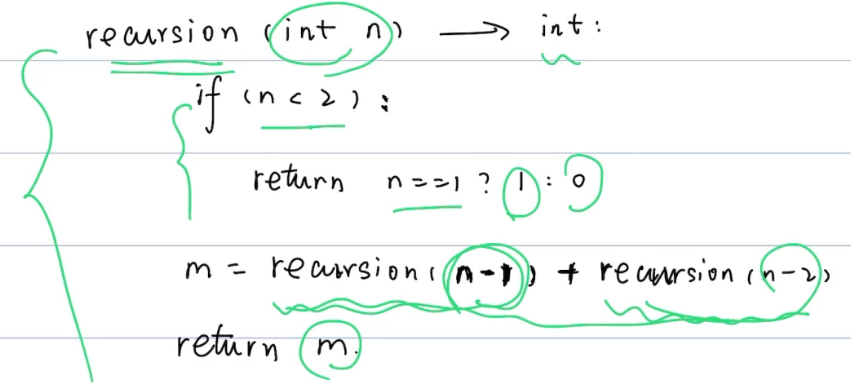 recursion (int n) → int:
if (n < 2):
return n==1 ? 1 : 0
m = recursion(n-1) + recursion(n-2)
return m.